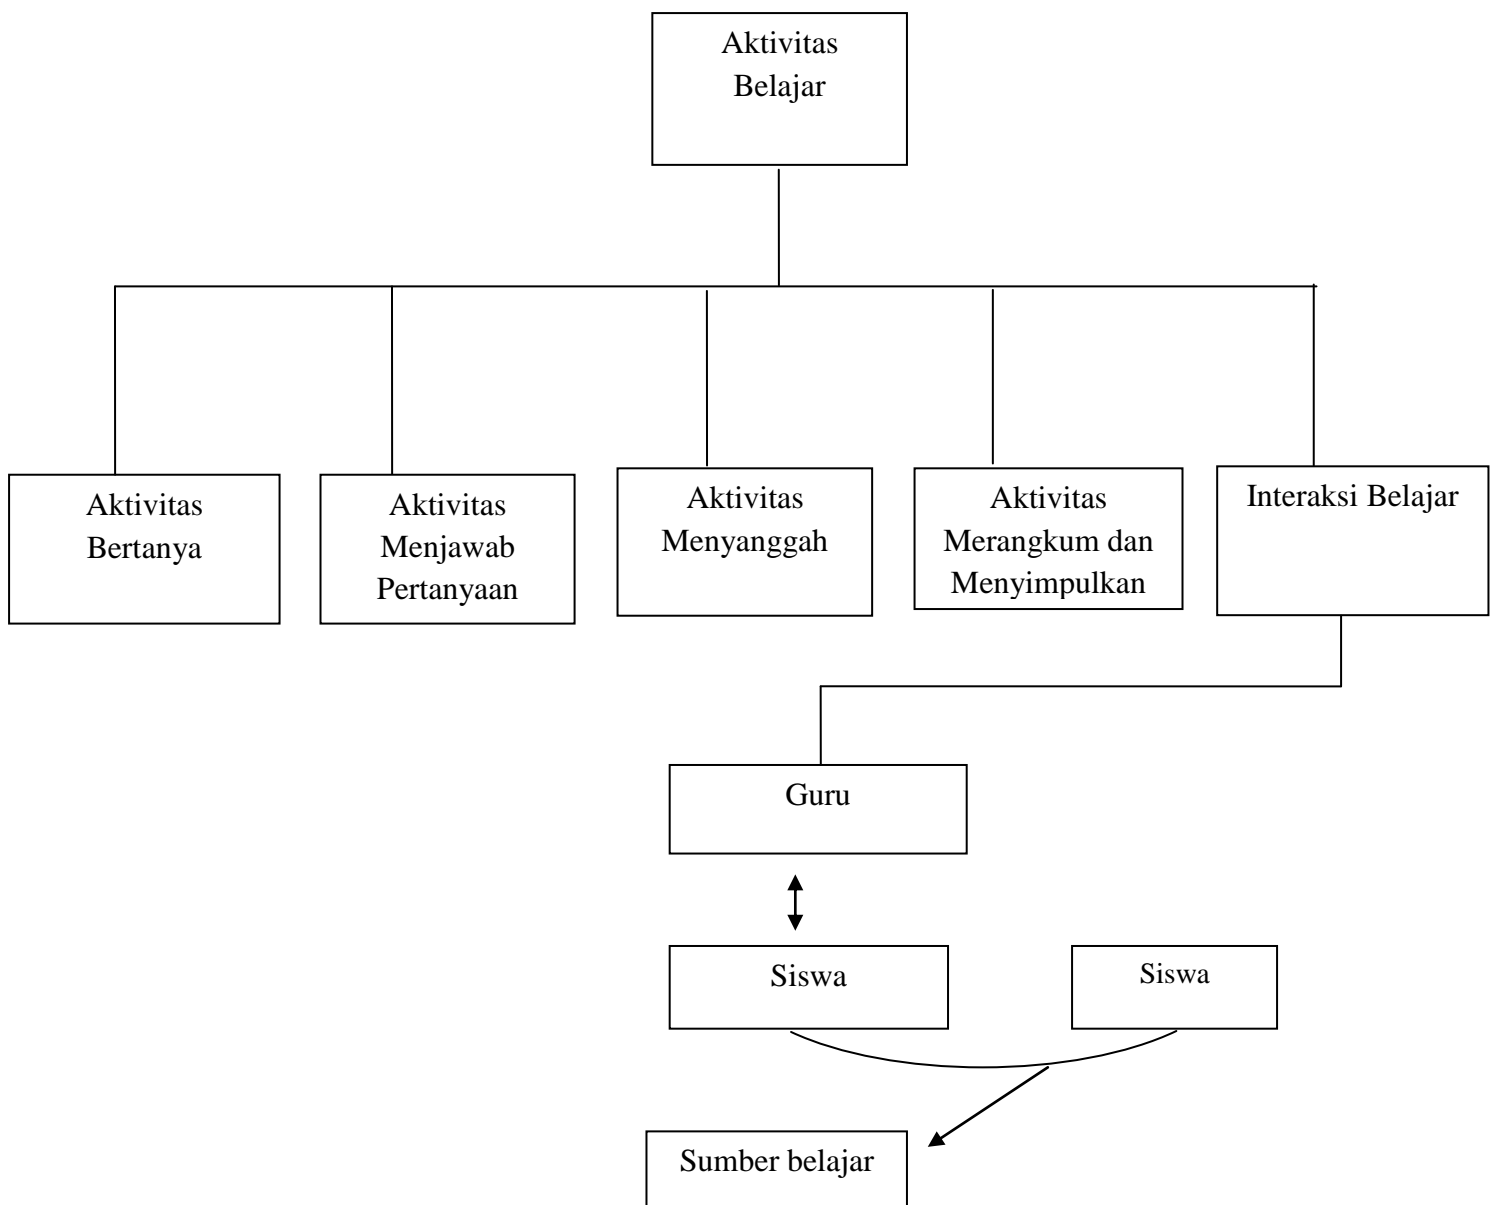 Aktivitas
Belajar
Aktivitas
Bertanya
Aktivitas
Menjawab
Pertanyaan
Aktivitas
Menyanggah
Aktivitas
Merangkum dan
Menyimpulkan
Interaksi Belajar
Guru
Siswa
Siswa
Sumber belajar